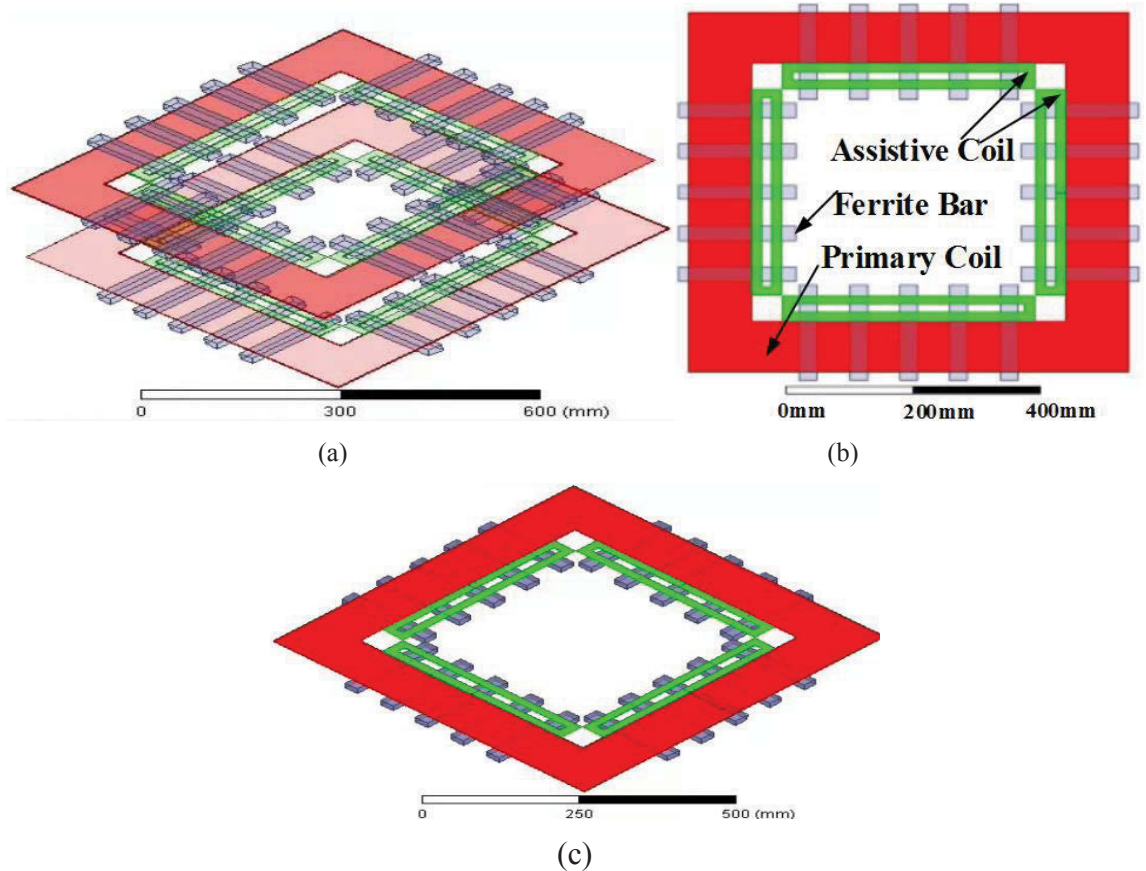 0 300 600 (mm)
(a)
Assistive Coil
Ferrite Bar
Primary Coil
0mm 200mm 400mm
(b)
0 250 500 (mm)
(c)